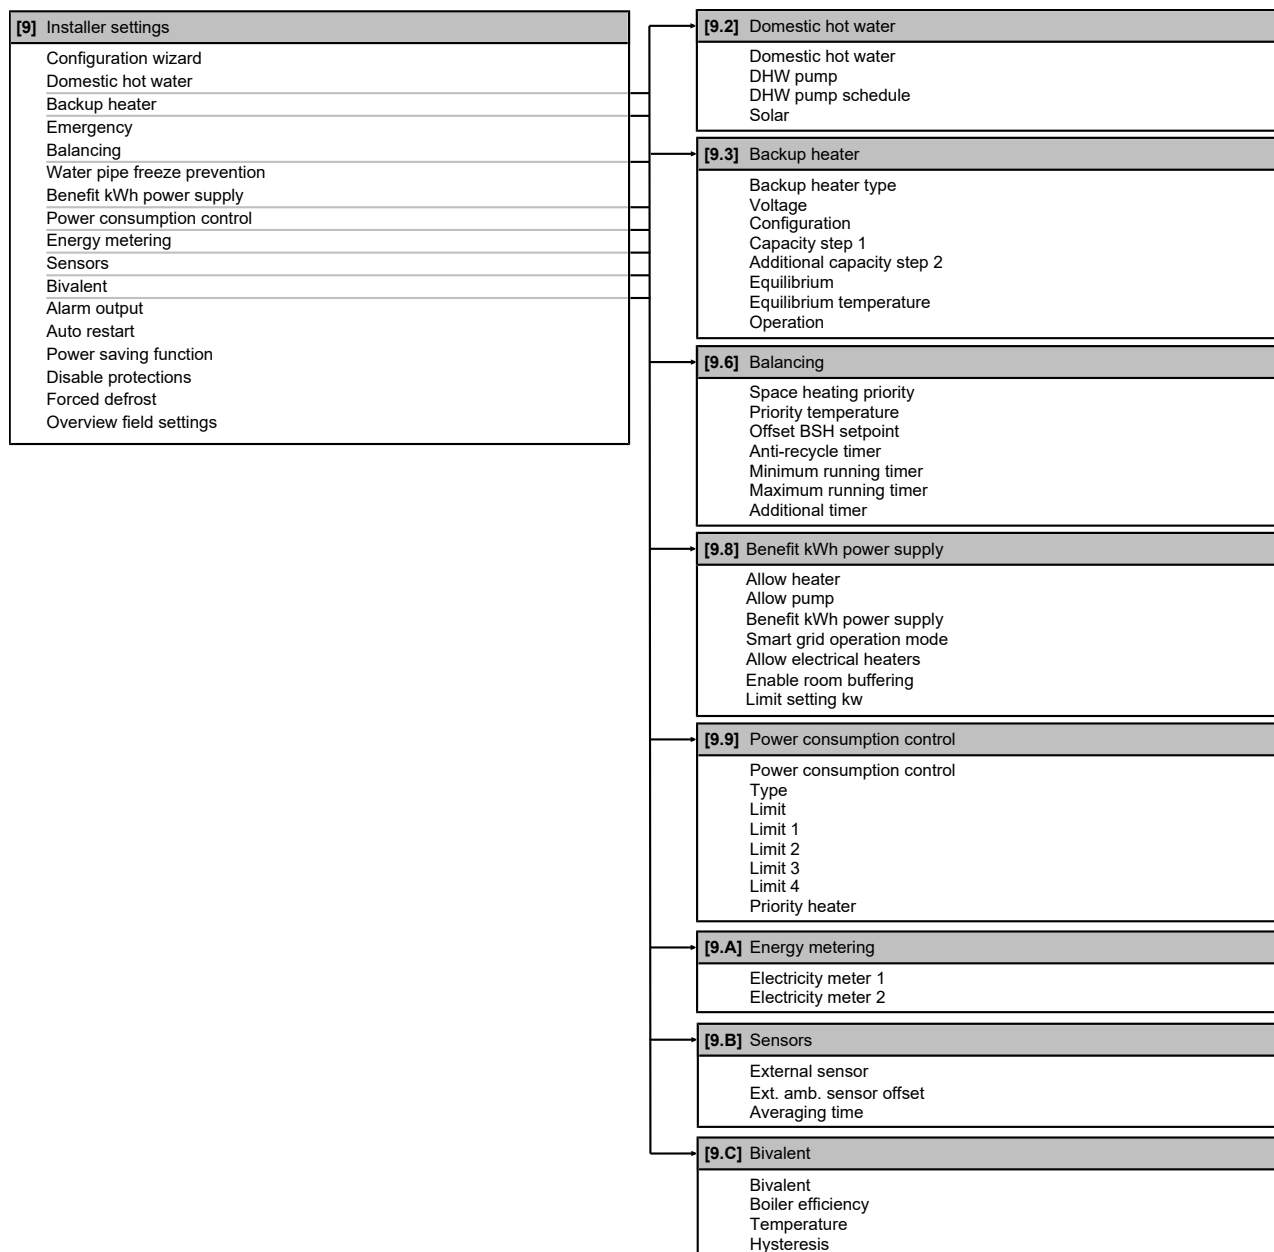 [9] Installer settings
Configuration wizard
Domestic hot water
Backup heater
Emergency
Balancing
Water pipe freeze prevention
Benefit kWh power supply
Power consumption control
Energy metering
Sensors
Bivalent
Alarm output
Auto restart
Power saving function
Disable protections
Forced defrost
Overview field settings
[9.2] Domestic hot water
Domestic hot water
DHW pump
DHW pump schedule
Solar
[9.3] Backup heater
Backup heater type
Voltage
Configuration
Capacity step 1
Additional capacity step 2
Equilibrium
Equilibrium temperature
Operation
[9.6] Balancing
Space heating priority
Priority temperature
Offset BSH setpoint
Anti-recycle timer
Minimum running timer
Maximum running timer
Additional timer
[9.8] Benefit kWh power supply
Allow heater
Allow pump
Benefit kWh power supply
Smart grid operation mode
Allow electrical heaters
Enable room buffering
Limit setting kw
[9.9] Power consumption control
Power consumption control
Type
Limit
Limit 1
Limit 2
Limit 3
Limit 4
Priority heater
[9.A] Energy metering
Electricity meter 1
Electricity meter 2
[9.B] Sensors
External sensor
Ext. amb. sensor offset
Averaging time
[9.C] Bivalent
Bivalent
Boiler efficiency
Temperature
Hysteresis